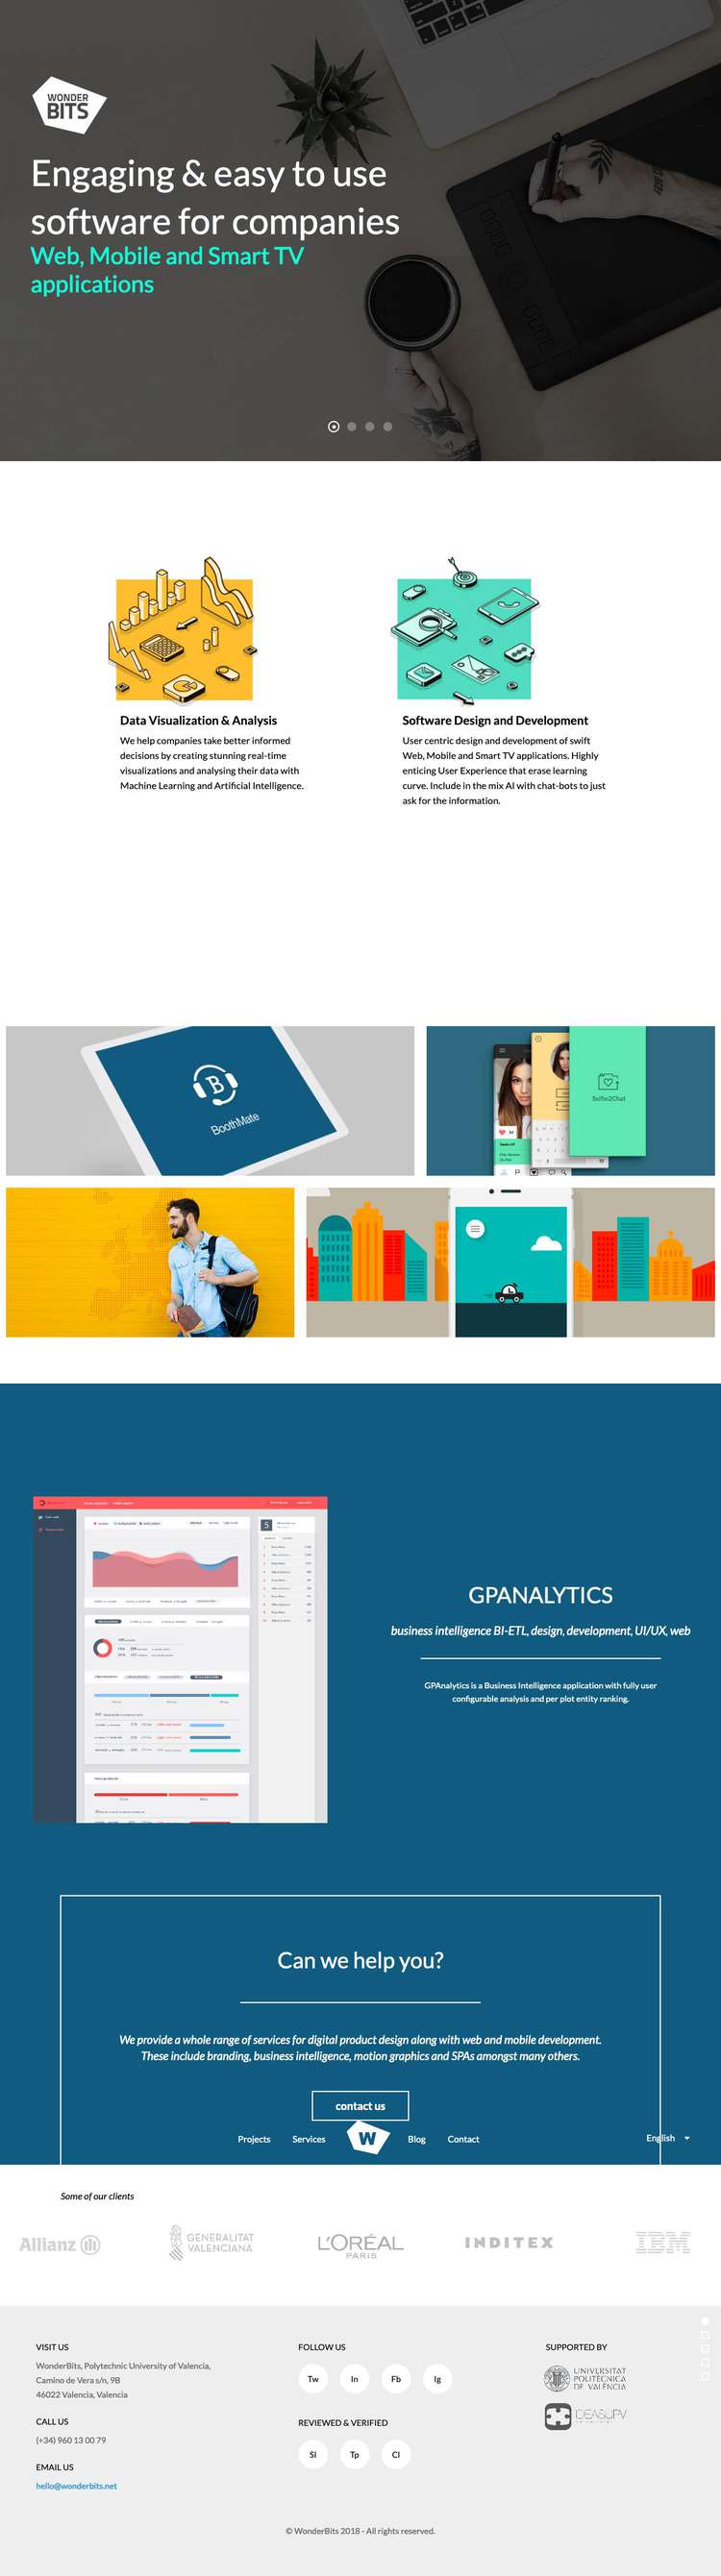 WONDER
BITS
Engaging & easy to use
software for companies
Web, Mobile and Smart TV
applications
Data Visualization & Analysis
We help companies take better informed
decisions by creating stunning real-time
visualizations and analysing their data with
Machine Learning and Artificial Intelligence.
Software Design and Development
User centric design and development of swift
Web, Mobile and Smart TV applications. Highly
enticing User Experience that erase learning
curve. Include in the mix AI with chat-bots to just
ask for the information.
B
BoothMate
Selfie2Chat
5
GPANALYTICS
business intelligence BI-ETL, design, development, UI/UX, web
GPAnalytics is a Business Intelligence application with fully user
configurable analysis and per plot entity ranking.
Can we help you?
We provide a whole range of services for digital product design along with web and mobile development.
These include branding, business intelligence, motion graphics and SPAs amongst many others.
contact us
Projects Services W Blog Contact English
Some of our clients
Allianz
GENERALITAT
VALENCIANA
L'ORÉAL
PARIS
INDITEX
IBM
VISIT US
WonderBits, Polytechnic University of Valencia,
Camino de Vera s/n, 9B
46022 Valencia, Valencia
CALL US
(+34) 960 13 00 79
EMAIL US
hello@wonderbits.net
FOLLOW US
Tw In Fb Ig
REVIEWED & VERIFIED
Sl Tp Cl
SUPPORTED BY
UNIVERSITAT
POLITÈCNICA
DE VALÈNCIA
IDEASUPV
© WonderBits 2018 - All rights reserved.